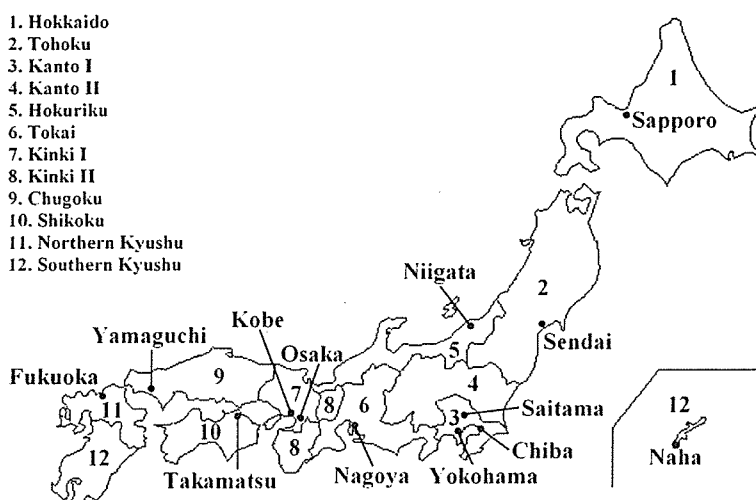 1. Hokkaido
2. Tohoku
3. Kanto I
4. Kanto II
5. Hokuriku
6. Tokai
7. Kinki I
8. Kinki II
9. Chugoku
10. Shikoku
11. Northern Kyushu
12. Southern Kyushu
1
Sapporo
Niigata
2
Sendai
Kobe
Yamaguchi
Osaka
5
9
4
Fukuoka
7
8
6
12
11
3
Saitama
10
8
Chiba
12
Takamatsu
Nagoya
Yokohama
Naha